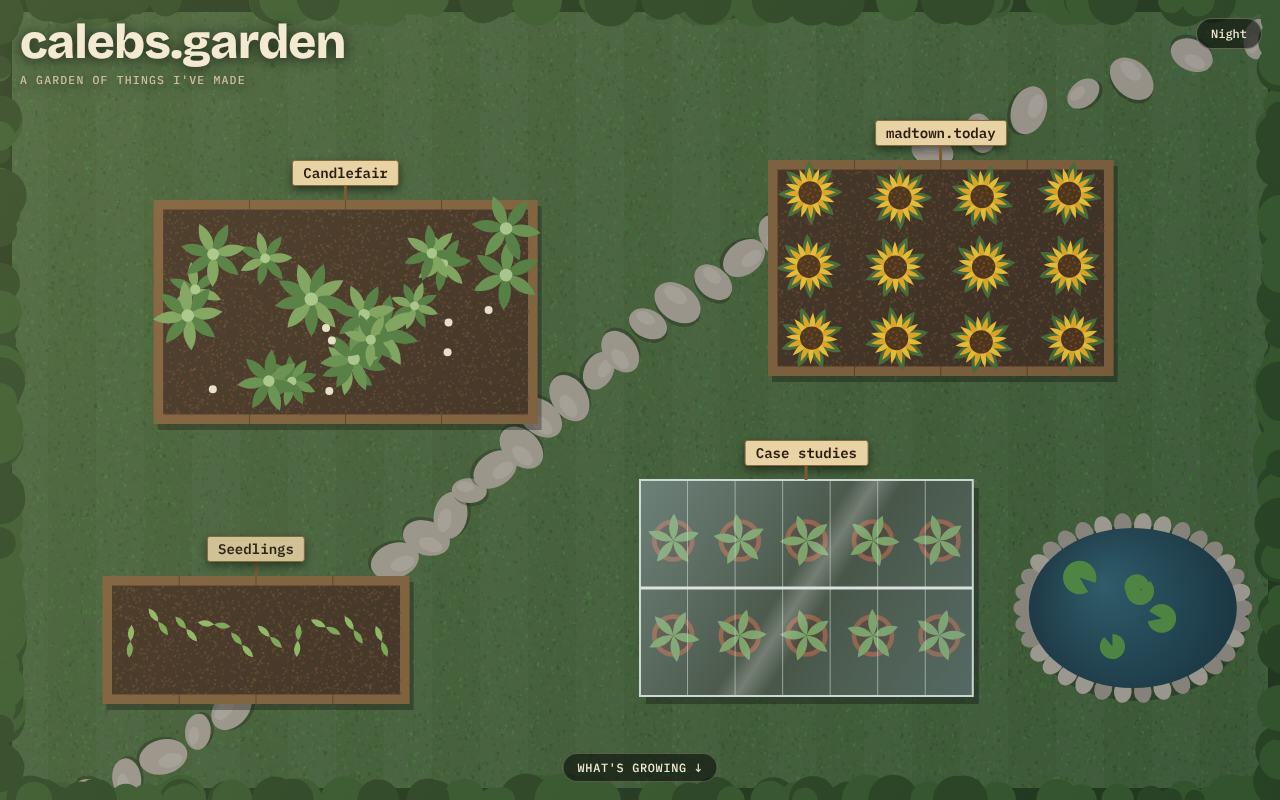 calebs.garden
A GARDEN OF THINGS I'VE MADE
Night
madtown.today
Candlefair
Case studies
Seedlings
WHAT'S GROWING ↓